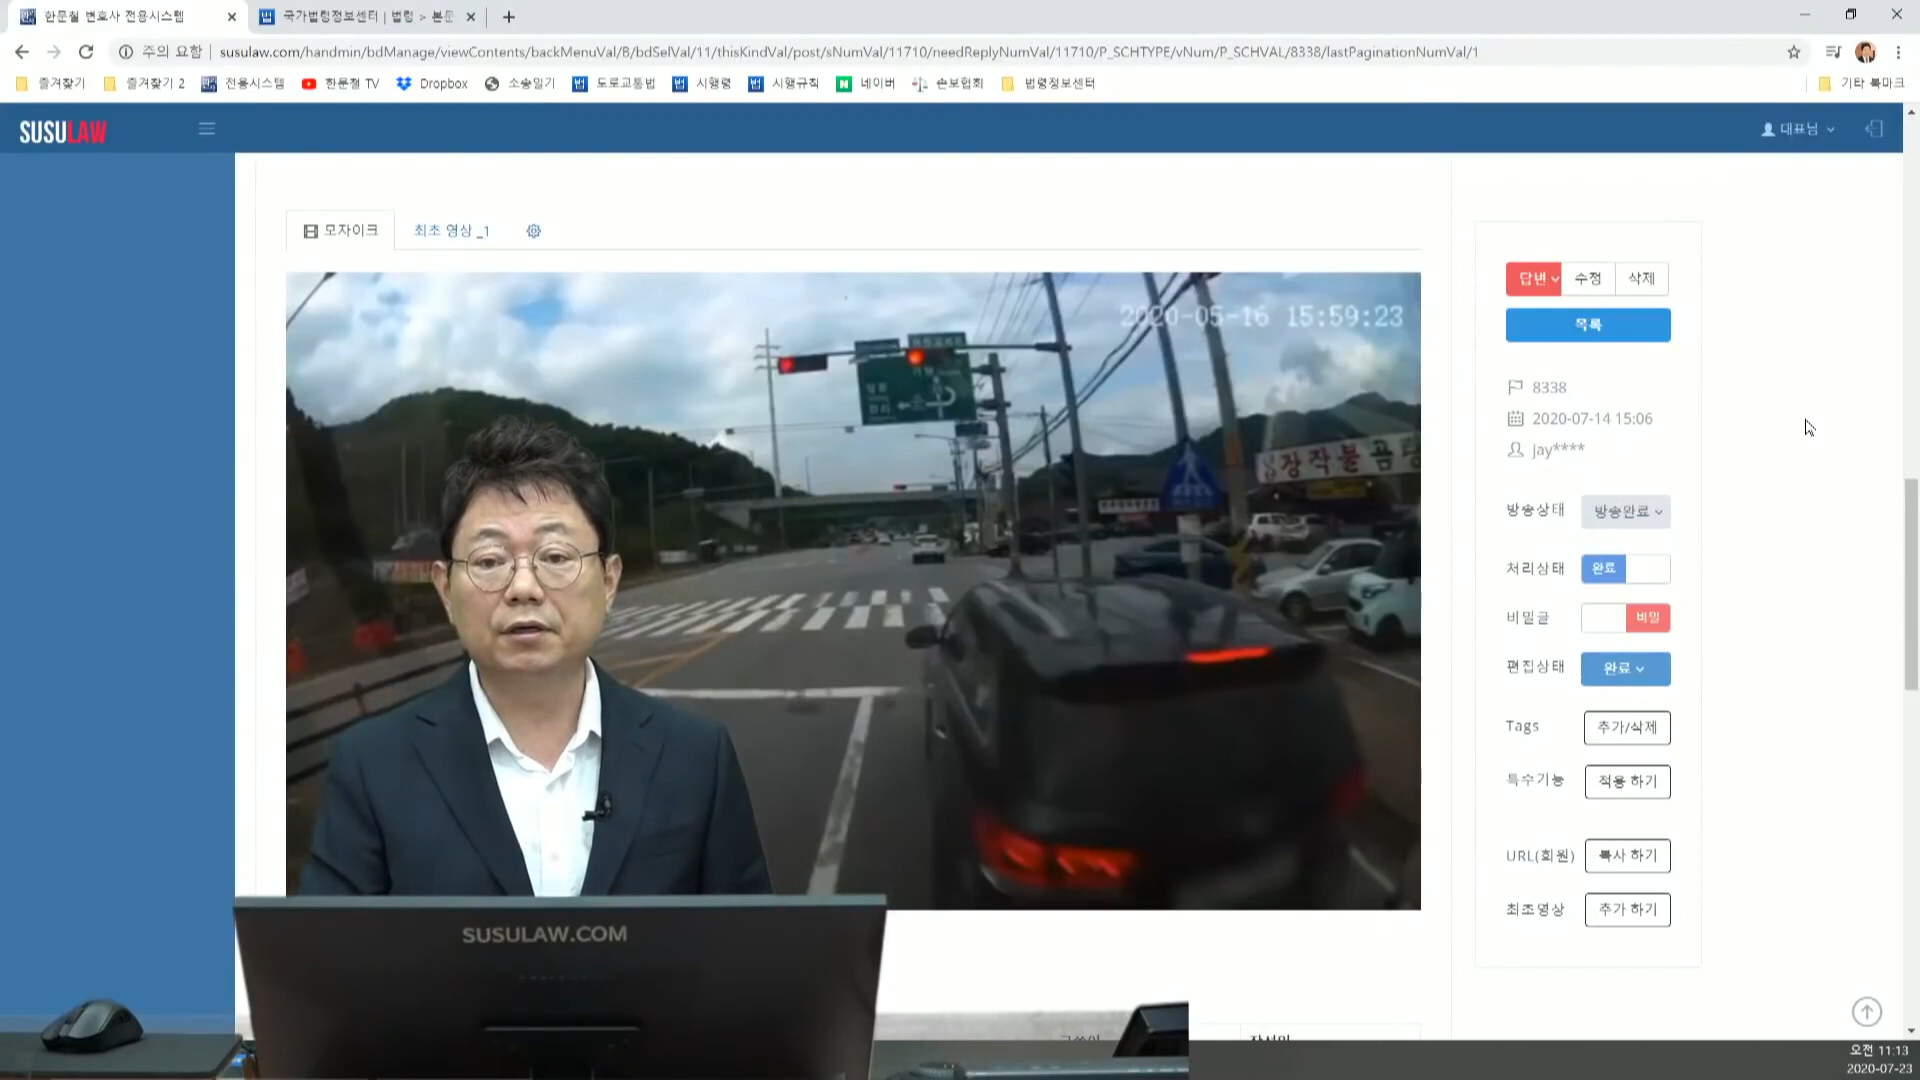 한문철 변호사 전용시스템
국가법령정보센터 | 법령 > 본문
주의 요함
susulaw.com/handmin/bdManage/viewContents/backMenuVal/B/bdSelVal/11/thisKindVal/post/sNumVal/11710/needReplyNumVal/11710/P_SCHTYPE/vNum/P_SCHVAL/8338/lastPaginationNumVal/1
즐겨찾기
즐겨찾기 2
전용시스템
한문철 TV
Dropbox
소송일기
도로교통법
시행령
시행규칙
네이버
손보협회
법령정보센터
기타 북마크
SUSULAW
대표님
모자이크
최초 영상 _1
2020-05-16 15:59:23
장작불곰탕
답변
수정
삭제
목록
8338
2020-07-14 15:06
Jay****
방송상태
방송완료
처리상태
완료
비밀글
비밀
편집상태
완료
Tags
추가/삭제
특수기능
적용 하기
URL(회원)
복사 하기
최초영상
추가 하기
SUSULAW.COM
오전 11:13
2020-07-23